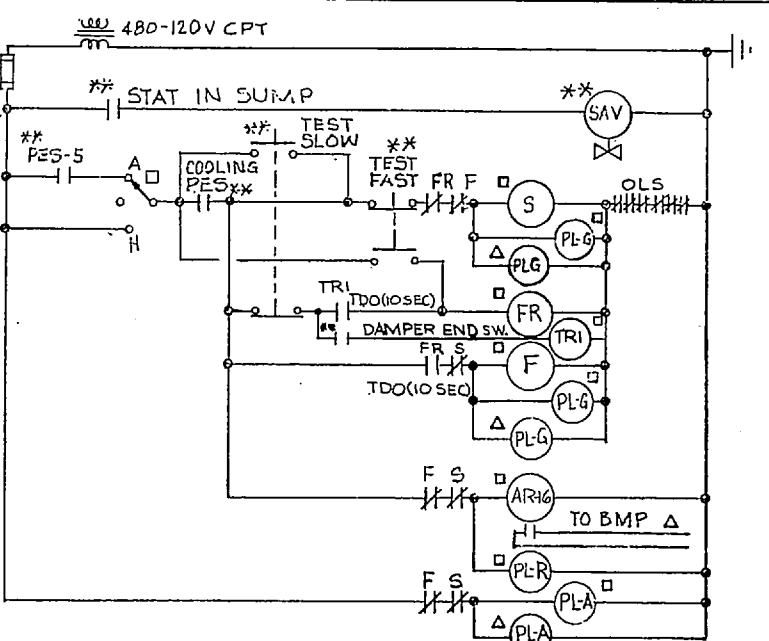 480-120V CPT
** STAT IN SUMP
** SAV
** PES-5
A
H
COOLING PES**
** TEST SLOW
** TEST FAST
FR F
S
OLS
PL-G
PLG
TR1 TDO(10SEC)
FR
** DAMPER END SW.
TR1
FR S
TDO(10 SEC)
F
PL-G
PL-G
F S
AR-16
TO BMP
PL-R
F S
PL-A
PL-A